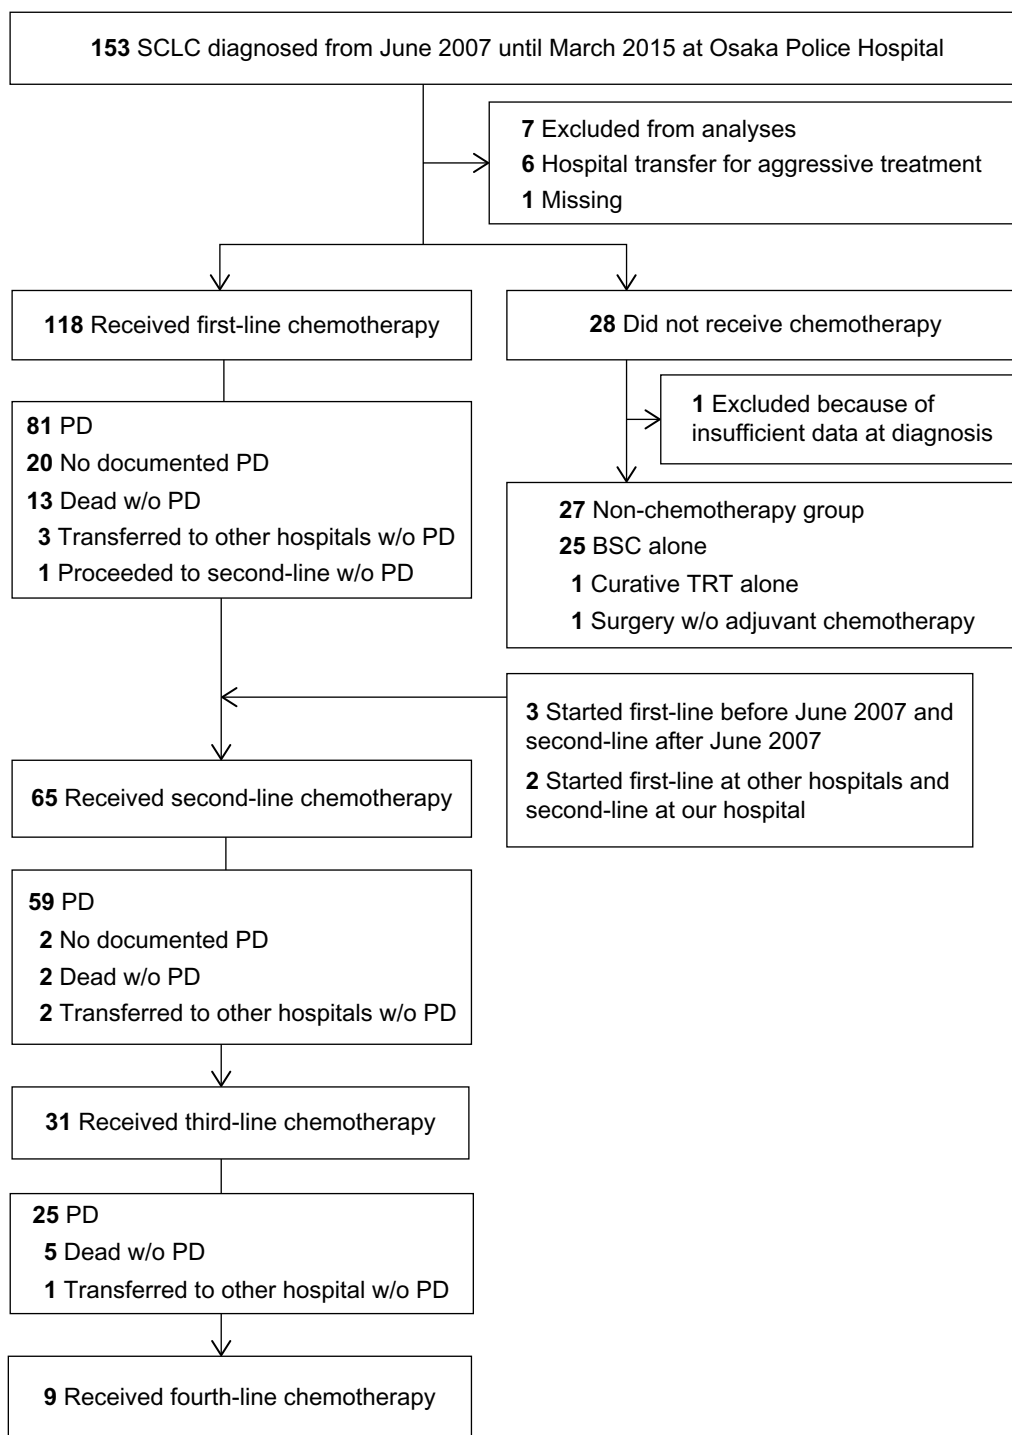 153 SCLC diagnosed from June 2007 until March 2015 at Osaka Police Hospital
7 Excluded from analyses
6 Hospital transfer for aggressive treatment
1 Missing
118 Received first-line chemotherapy
28 Did not receive chemotherapy
81 PD
20 No documented PD
13 Dead w/o PD
3 Transferred to other hospitals w/o PD
1 Proceeded to second-line w/o PD
1 Excluded because of
insufficient data at diagnosis
27 Non-chemotherapy group
25 BSC alone
1 Curative TRT alone
1 Surgery w/o adjuvant chemotherapy
3 Started first-line before June 2007 and
second-line after June 2007
2 Started first-line at other hospitals and
second-line at our hospital
65 Received second-line chemotherapy
59 PD
2 No documented PD
2 Dead w/o PD
2 Transferred to other hospitals w/o PD
31 Received third-line chemotherapy
25 PD
5 Dead w/o PD
1 Transferred to other hospital w/o PD
9 Received fourth-line chemotherapy